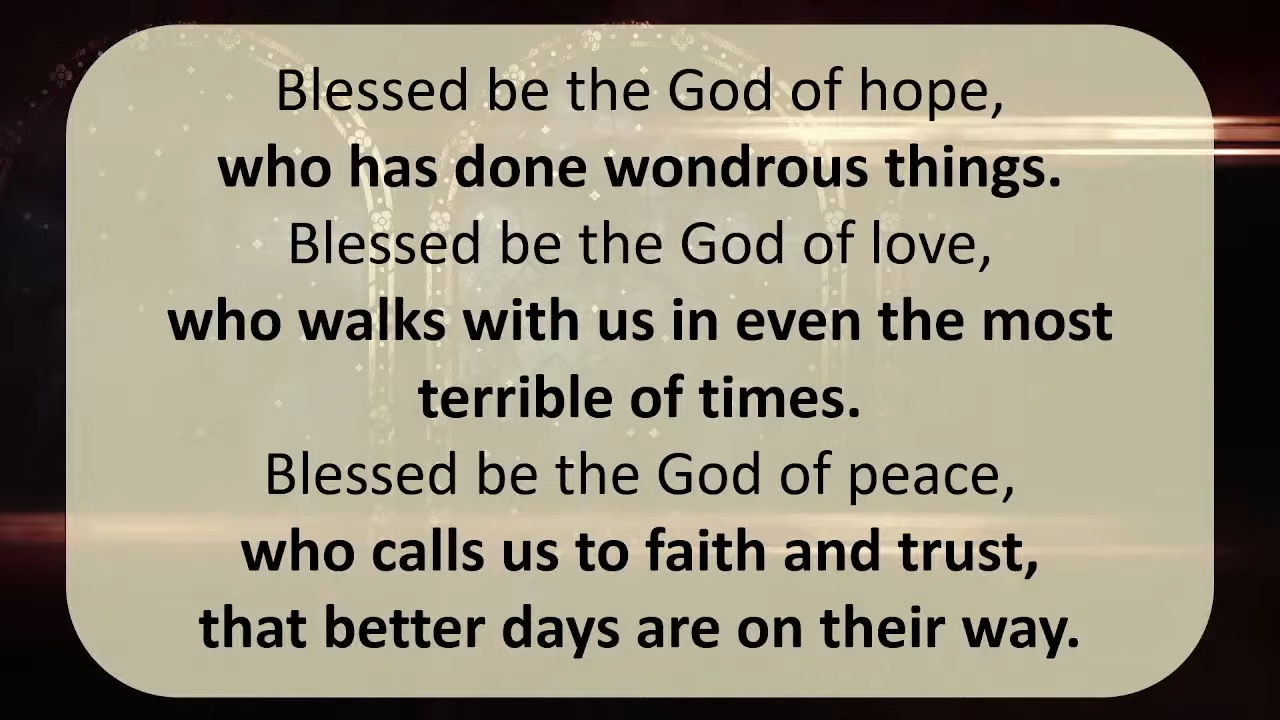 Blessed be the God of hope,
who has done wondrous things.
Blessed be the God of love,
who walks with us in even the most
terrible of times.
Blessed be the God of peace,
who calls us to faith and trust,
that better days are on their way.